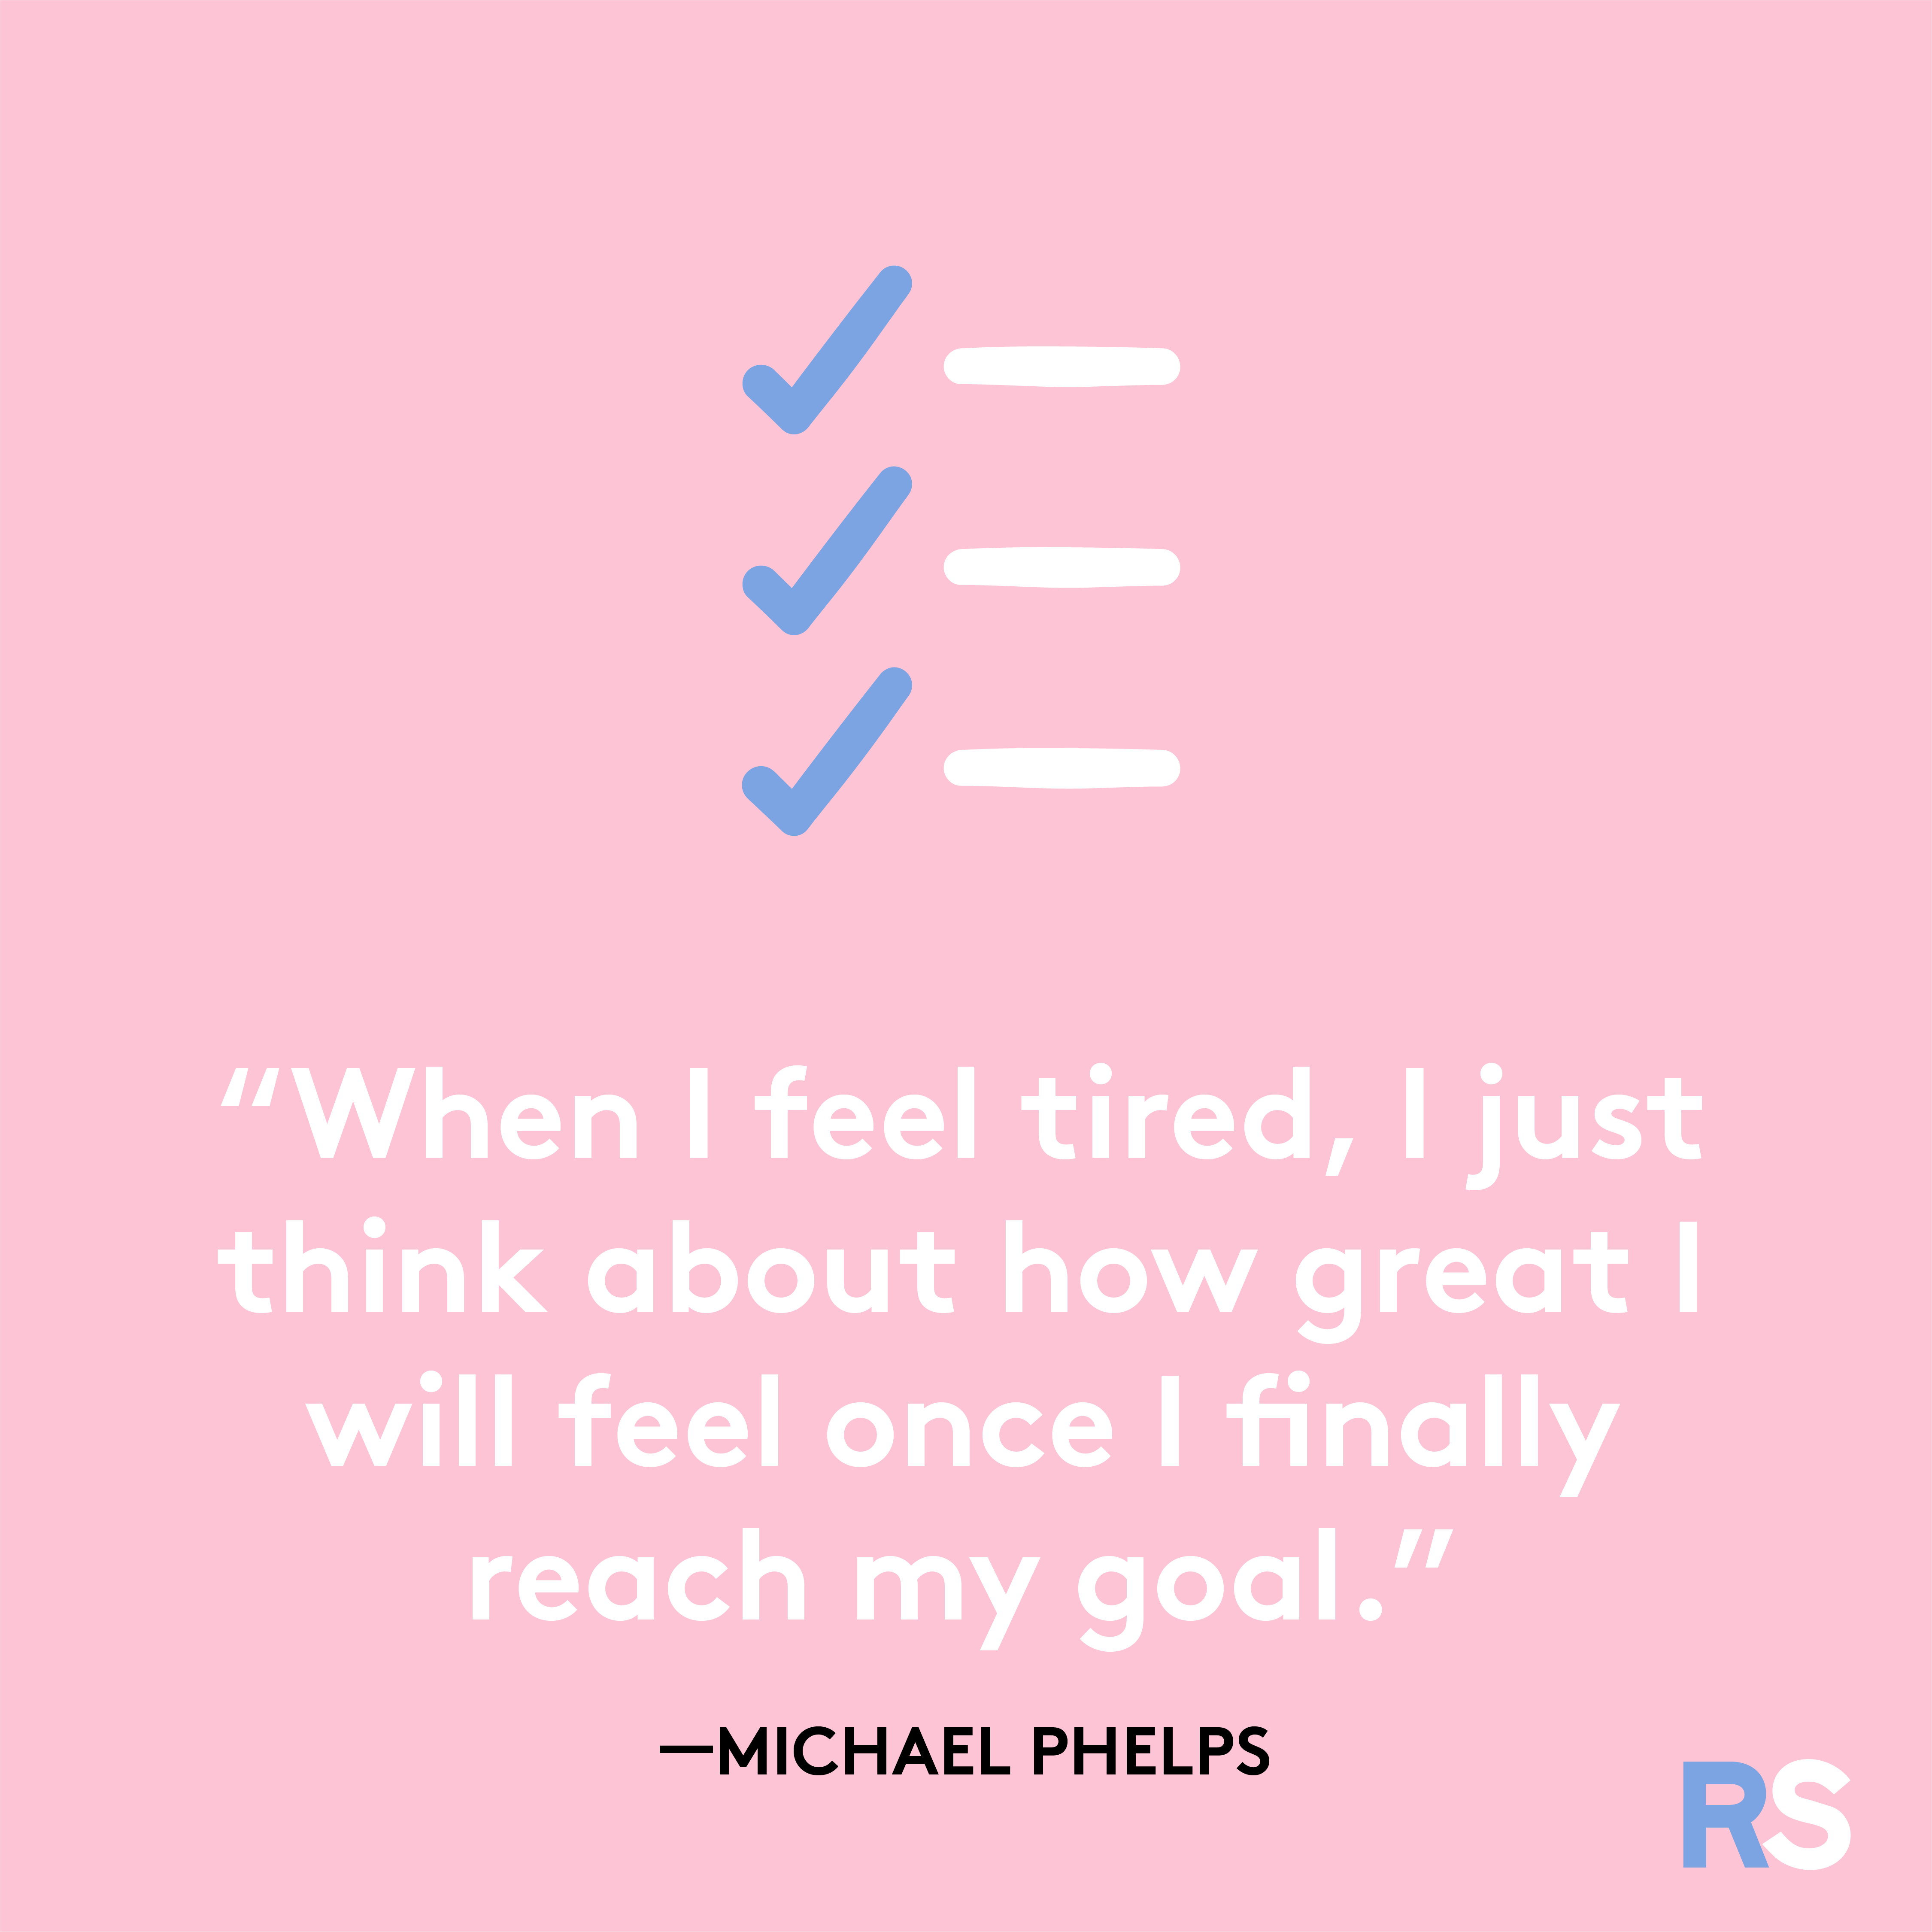 “When I feel tired, I just
think about how great I
will feel once I finally
reach my goal.”
—MICHAEL PHELPS
RS